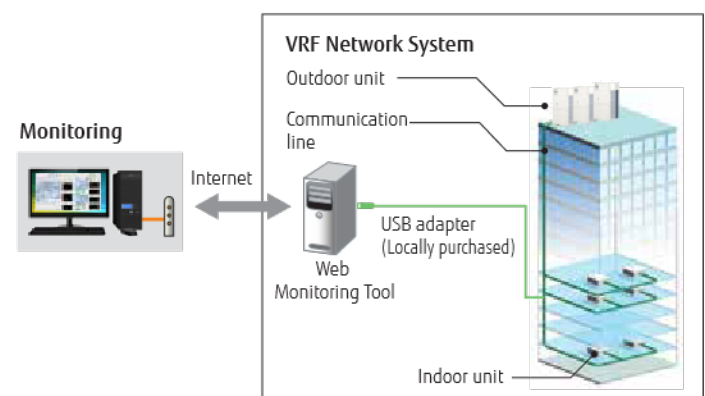 VRF Network System
Outdoor unit
Communication
line
Monitoring
Internet
USB adapter
(Locally purchased)
Web
Monitoring Tool
Indoor unit